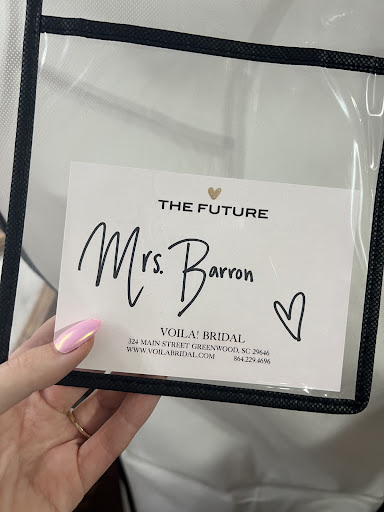 THE FUTURE
Mrs. Barron
VOILA! BRIDAL
324 MAIN STREET GREENWOOD, SC 29646
WWW.VOILABRIDAL.COM 864.229.4696